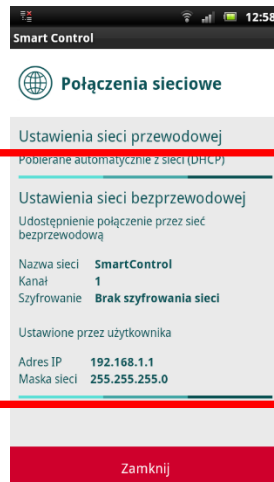 12:58
Smart Control
Połączenia sieciowe
Ustawienia sieci przewodowej
Pobierane automatycznie z sieci (DHCP)
Ustawienia sieci bezprzewodowej
Udostępnienie połączenie przez sieć
bezprzewodową
Nazwa sieci SmartControl
Kanał 1
Szyfrowanie Brak szyfrowania sieci
Ustawione przez użytkownika
Adres IP 192.168.1.1
Maska sieci 255.255.255.0
Zamknij